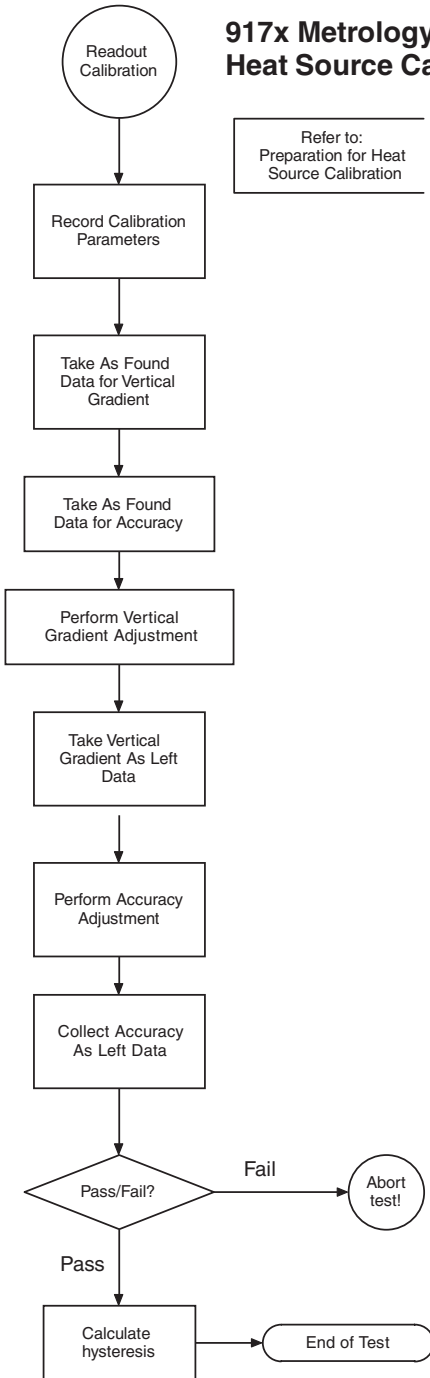 Readout
Calibration
917x Metrology
Heat Source Ca
Refer to:
Preparation for Heat
Source Calibration
Record Calibration
Parameters
Take As Found
Data for Vertical
Gradient
Take As Found
Data for Accuracy
Perform Vertical
Gradient Adjustment
Take Vertical
Gradient As Left
Data
Perform Accuracy
Adjustment
Collect Accuracy
As Left Data
Pass/Fail?
Fail
Abort
test!
Pass
Calculate
hysteresis
End of Test